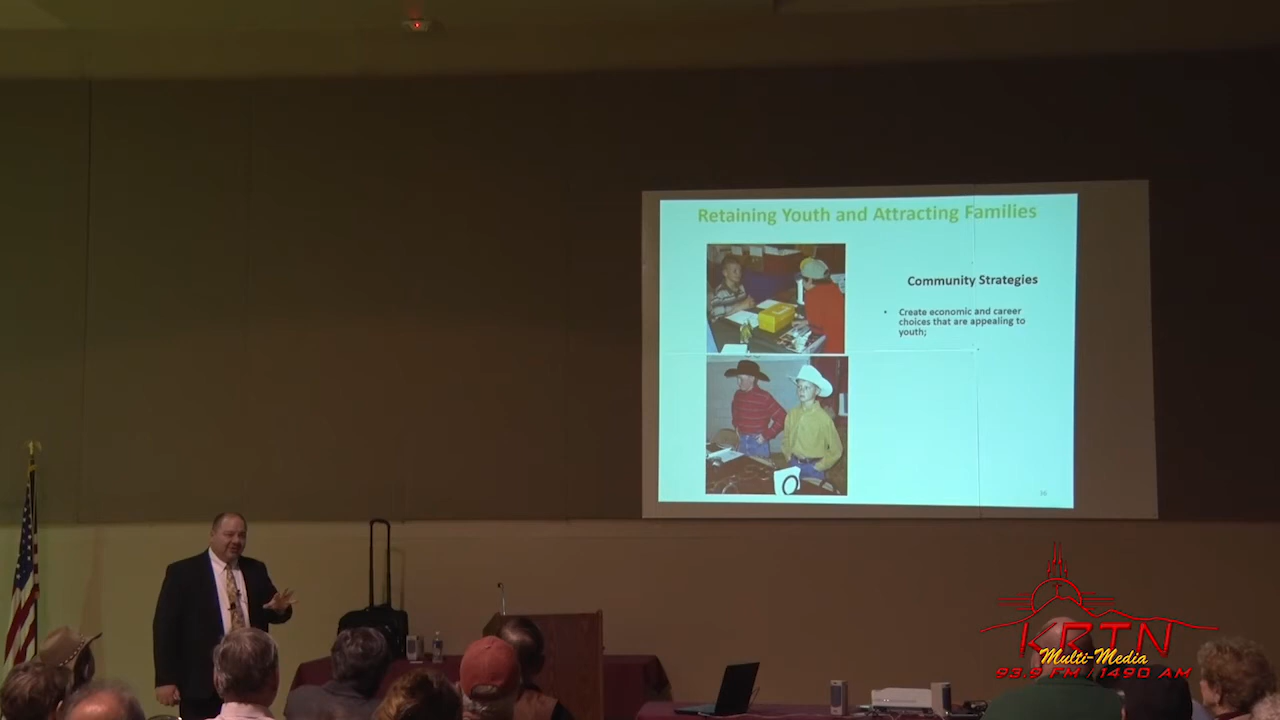 Retaining Youth and Attracting Families
Community Strategies
• Create economic and career
choices that are appealing to
youth;
36
KRTN
Multi-Media
93.9 FM / 1490 AM